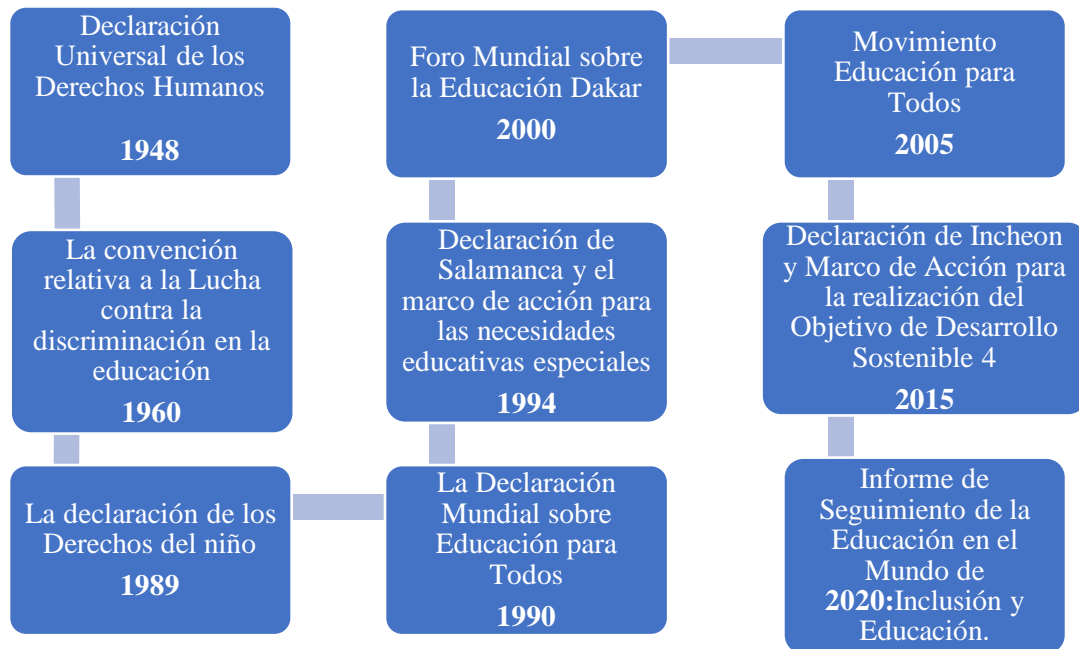 Declaración
Universal de los
Derechos Humanos
1948
La convención
relativa a la Lucha
contra la
discriminación en la
educación
1960
La declaración de los
Derechos del niño
1989
La Declaración
Mundial sobre
Educación para
Todos
1990
Declaración de
Salamanca y el
marco de acción para
las necesidades
educativas especiales
1994
Foro Mundial sobre
la Educación Dakar
2000
Movimiento
Educación para
Todos
2005
Declaración de Incheon
y Marco de Acción para
la realización del
Objetivo de Desarrollo
Sostenible 4
2015
Informe de
Seguimiento de la
Educación en el
Mundo de
2020:Inclusión y
Educación.